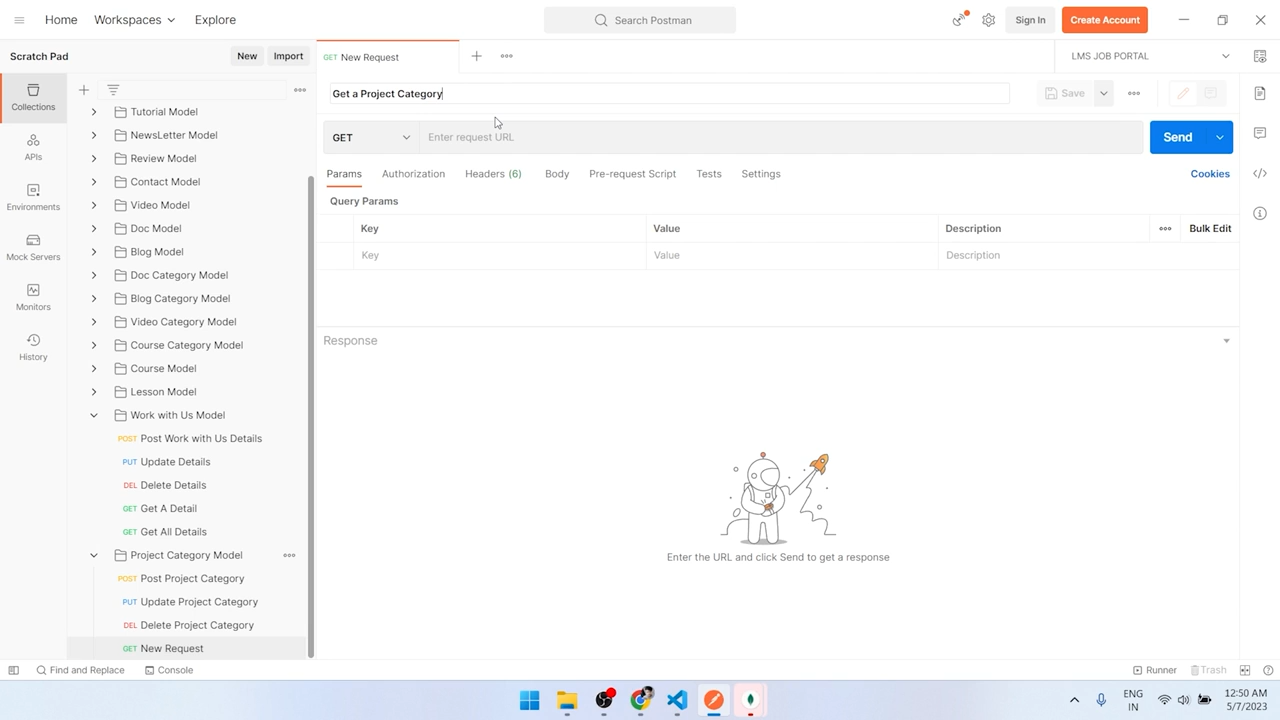 Home Workspaces Explore
Search Postman
Sign In Create Account
Scratch Pad New Import
GET New Request
LMS JOB PORTAL
Collections
APIs
Environments
Mock Servers
Monitors
History
Tutorial Model
NewsLetter Model
Review Model
Contact Model
Video Model
Doc Model
Blog Model
Doc Category Model
Blog Category Model
Video Category Model
Course Category Model
Course Model
Lesson Model
Work with Us Model
POST Post Work with Us Details
PUT Update Details
DEL Delete Details
GET Get A Detail
GET Get All Details
Project Category Model
POST Post Project Category
PUT Update Project Category
DEL Delete Project Category
GET New Request
Get a Project Category
Save
GET Enter request URL Send
Params Authorization Headers (6) Body Pre-request Script Tests Settings Cookies
Query Params
Key Value Description Bulk Edit
Key Value Description
Response
Enter the URL and click Send to get a response
Find and Replace Console Runner Trash
ENG
IN
12:50 AM
5/7/2023